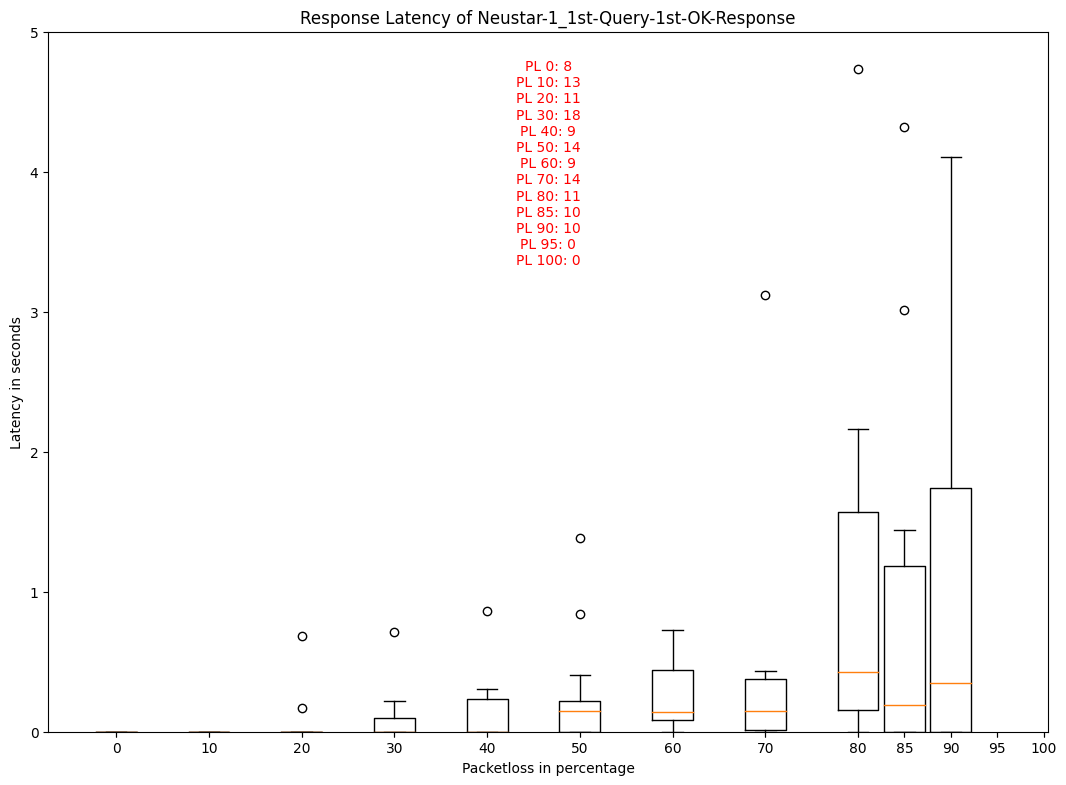 Response Latency of Neustar-1_1st-Query-1st-OK-Response
5
4
3
2
1
0
Latency in seconds
PL 0: 8
PL 10: 13
PL 20: 11
PL 30: 18
PL 40: 9
PL 50: 14
PL 60: 9
PL 70: 14
PL 80: 11
PL 85: 10
PL 90: 10
PL 95: 0
PL 100: 0
0 10 20 30 40 50 60 70 80 85 90 95 100
Packetloss in percentage